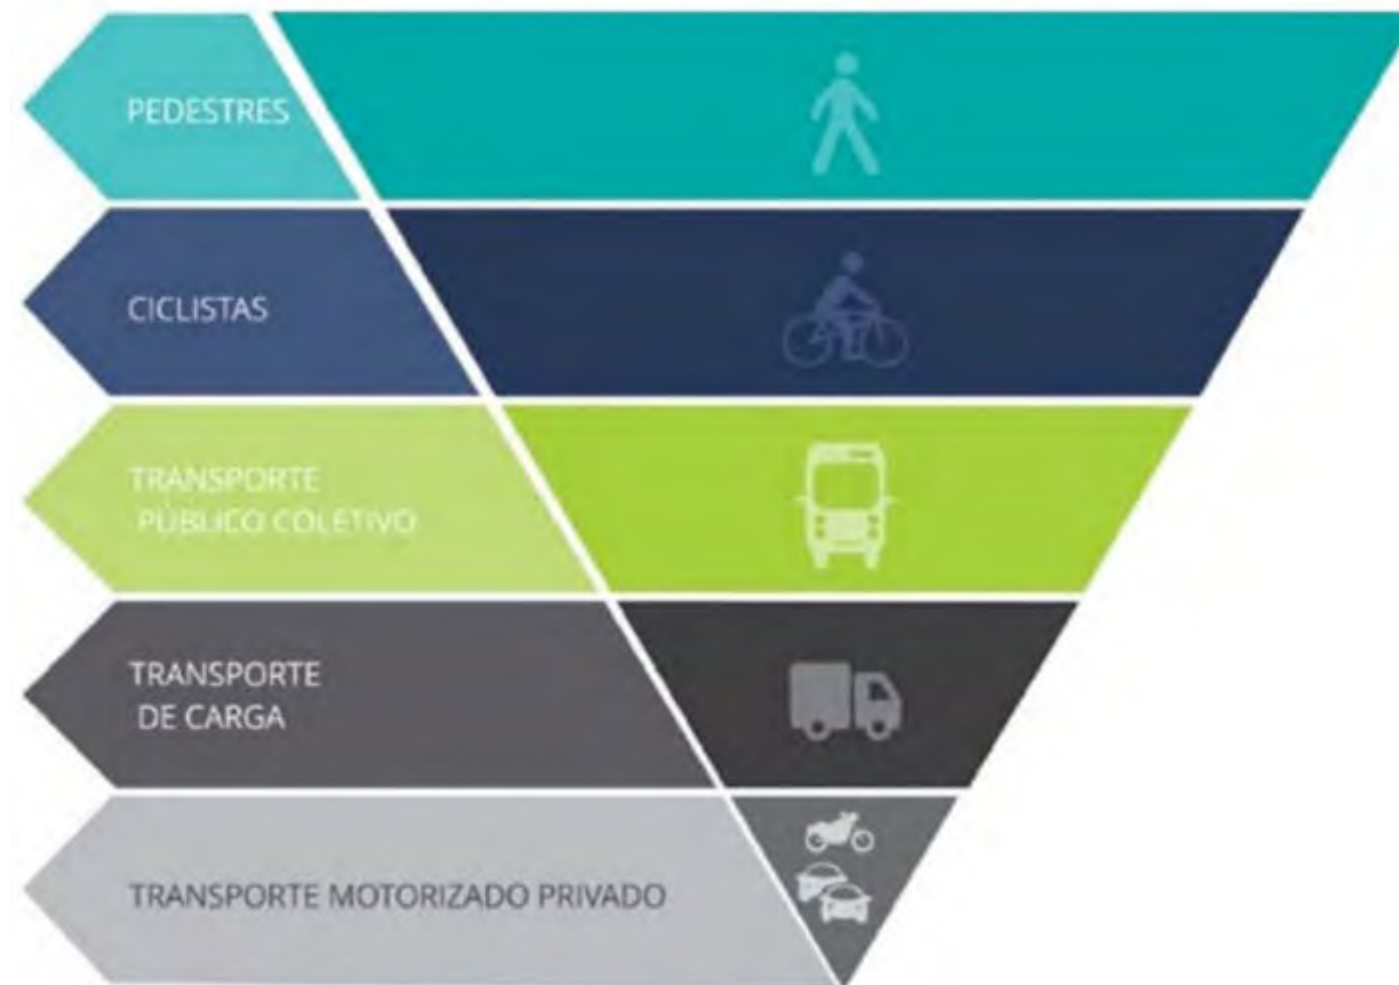 PEDESTRES
CICLISTAS
TRANSPORTE
PÚBLICO COLETIVO
TRANSPORTE
DE CARGA
TRANSPORTE MOTORIZADO PRIVADO